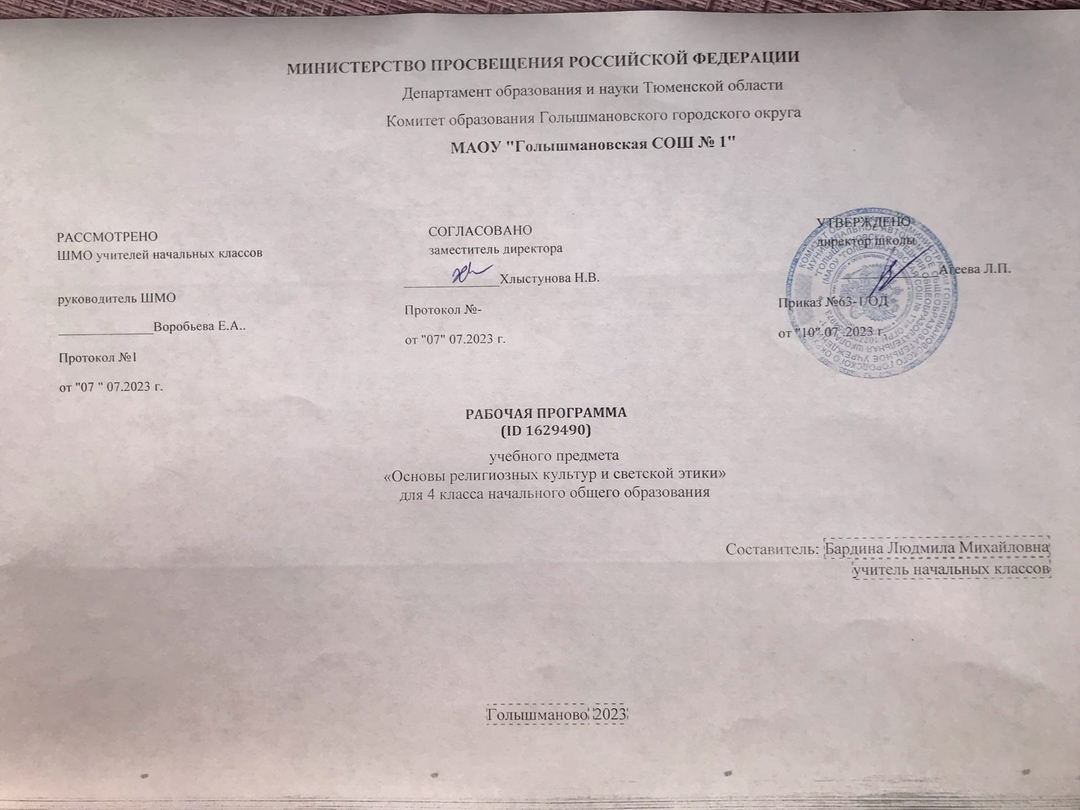 МИНИСТЕРСТВО ПРОСВЕЩЕНИЯ РОССИЙСКОЙ ФЕДЕРАЦИИ
Департамент образования и науки Тюменской области
Комитет образования Голышмановского городского округа
МАОУ "Голышмановская СОШ № 1"
РАССМОТРЕНО
ШМО учителей начальных классов
руководитель ШМО
______________Воробьева Е.А..
Протокол №1
от "07 " 07.2023 г.
СОГЛАСОВАНО
заместитель директора
______________Хлыстунова Н.В.
Протокол №-
от "07" 07.2023 г.
УТВЕРЖДЕНО
директор школы
______________Агеева Л.П.
Приказ №63-1/ОД
от "10" 07 .2023 г.
РАБОЧАЯ ПРОГРАММА
(ID 1629490)
учебного предмета
«Основы религиозных культур и светской этики»
для 4 класса начального общего образования
Составитель: Бардина Людмила Михайловна
учитель начальных классов
Голышманово 2023